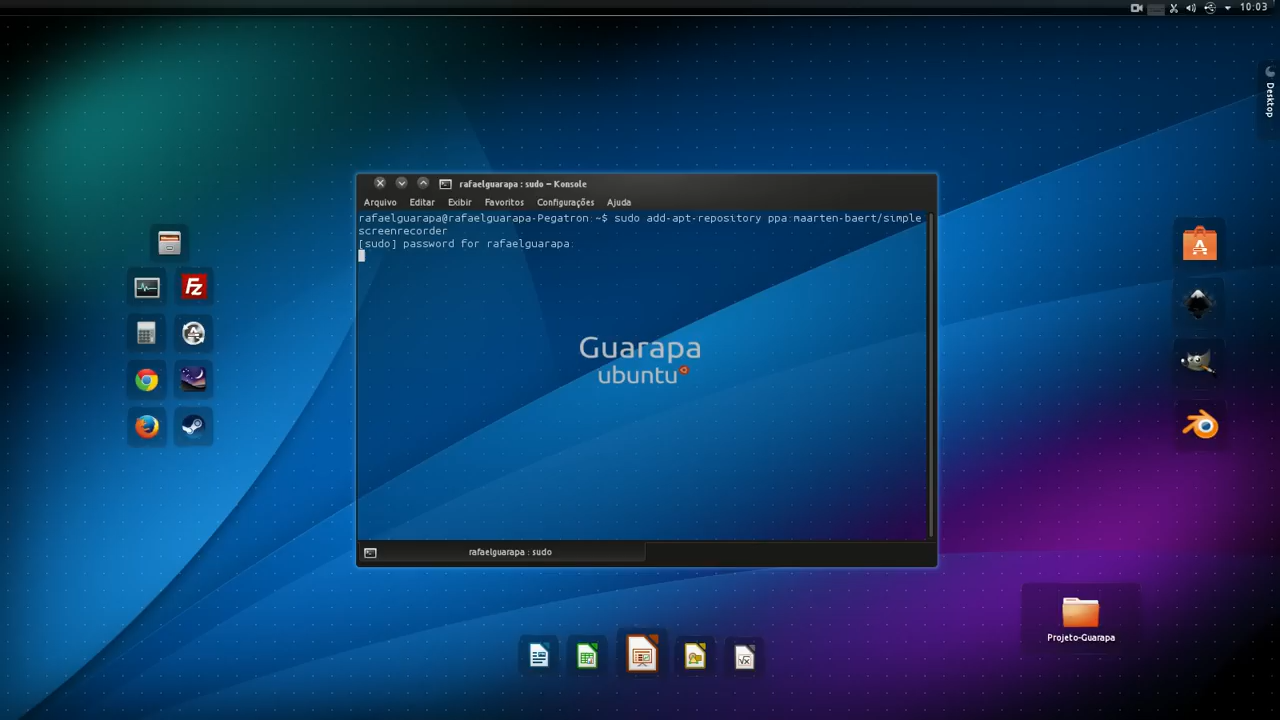 10:03
Desktop
rafaelguarapa : sudo – Konsole
Arquivo Editar Exibir Favoritos Configurações Ajuda
rafaelguarapa@rafaelguarapa-Pegatron:~$ sudo add-apt-repository ppa:maarten-baert/simple
screenrecorder
[sudo] password for rafaelguarapa:
Guarapa
ubuntu
rafaelguarapa : sudo
Projeto-Guarapa